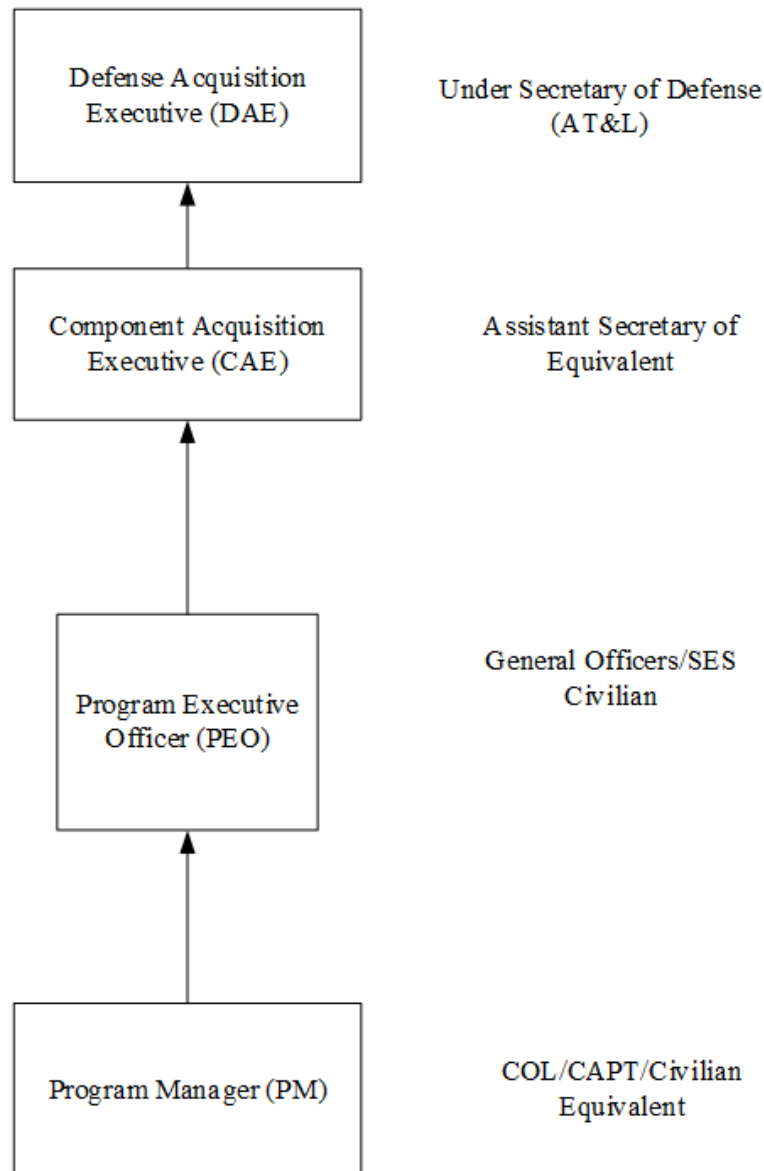 Defense Acquisition
Executive (DAE)
Under Secretary of Defense
(AT&L)
Component Acquisition
Executive (CAE)
Assistant Secretary of
Equivalent
Program Executive
Officer (PEO)
General Officers/SES
Civilian
Program Manager (PM)
COL/CAPT/Civilian
Equivalent